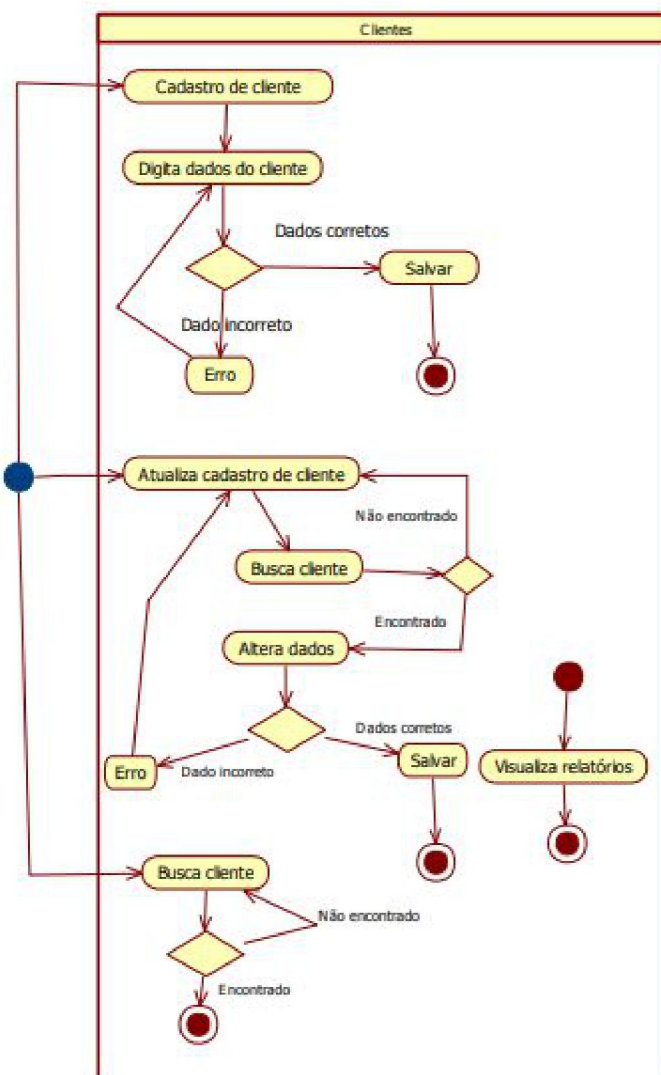 Clientes
Cadastro de cliente
Digita dados do cliente
Dados corretos
Salvar
Dado incorreto
Erro
Atualiza cadastro de cliente
Não encontrado
Busca cliente
Encontrado
Altera dados
Dados corretos
Salvar
Erro
Dado incorreto
Visualiza relatórios
Busca cliente
Não encontrado
Encontrado